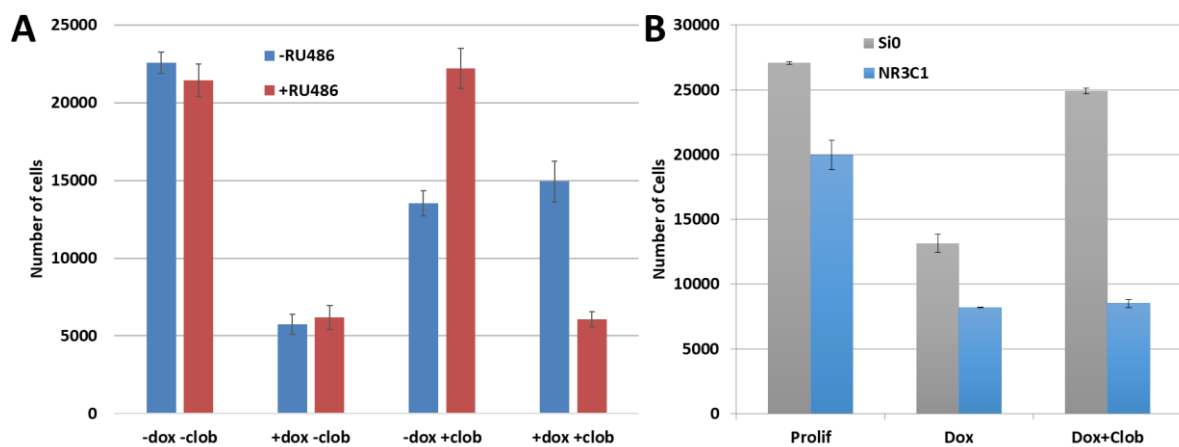 A
Number of cells
25000
20000
15000
10000
5000
0
-RU486
+RU486
-dox -clob
+dox -clob
-dox +clob
+dox +clob
B
Number of Cells
30000
25000
20000
15000
10000
5000
0
Si0
NR3C1
Prolif
Dox
Dox+Clob